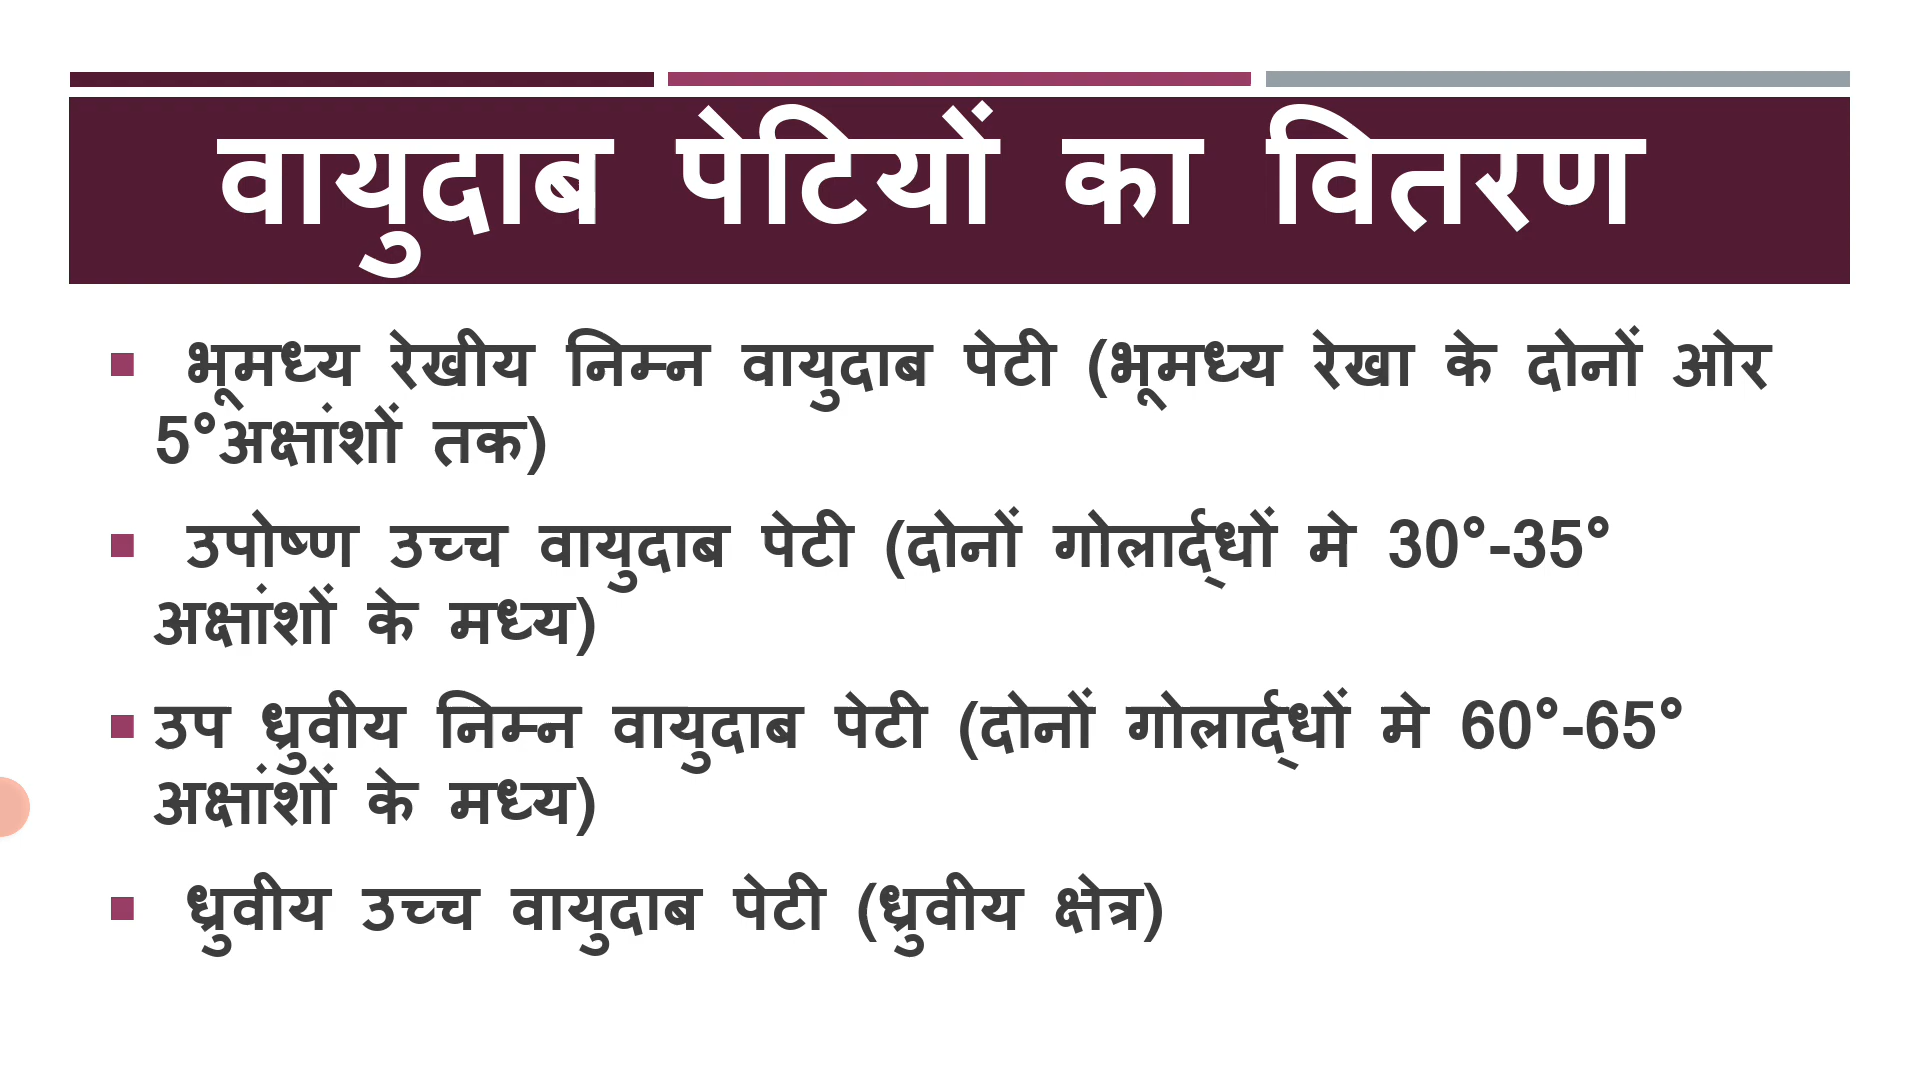 वायुदाब पेटियों का वितरण
भूमध्य रेखीय निम्न वायुदाब पेटी (भूमध्य रेखा के दोनों ओर
5°अक्षांशों तक)
उपोष्ण उच्च वायुदाब पेटी (दोनों गोलार्द्धों मे 30°-35°
अक्षांशों के मध्य)
उप ध्रुवीय निम्न वायुदाब पेटी (दोनों गोलार्द्धों मे 60°-65°
अक्षांशों के मध्य)
ध्रुवीय उच्च वायुदाब पेटी (ध्रुवीय क्षेत्र)